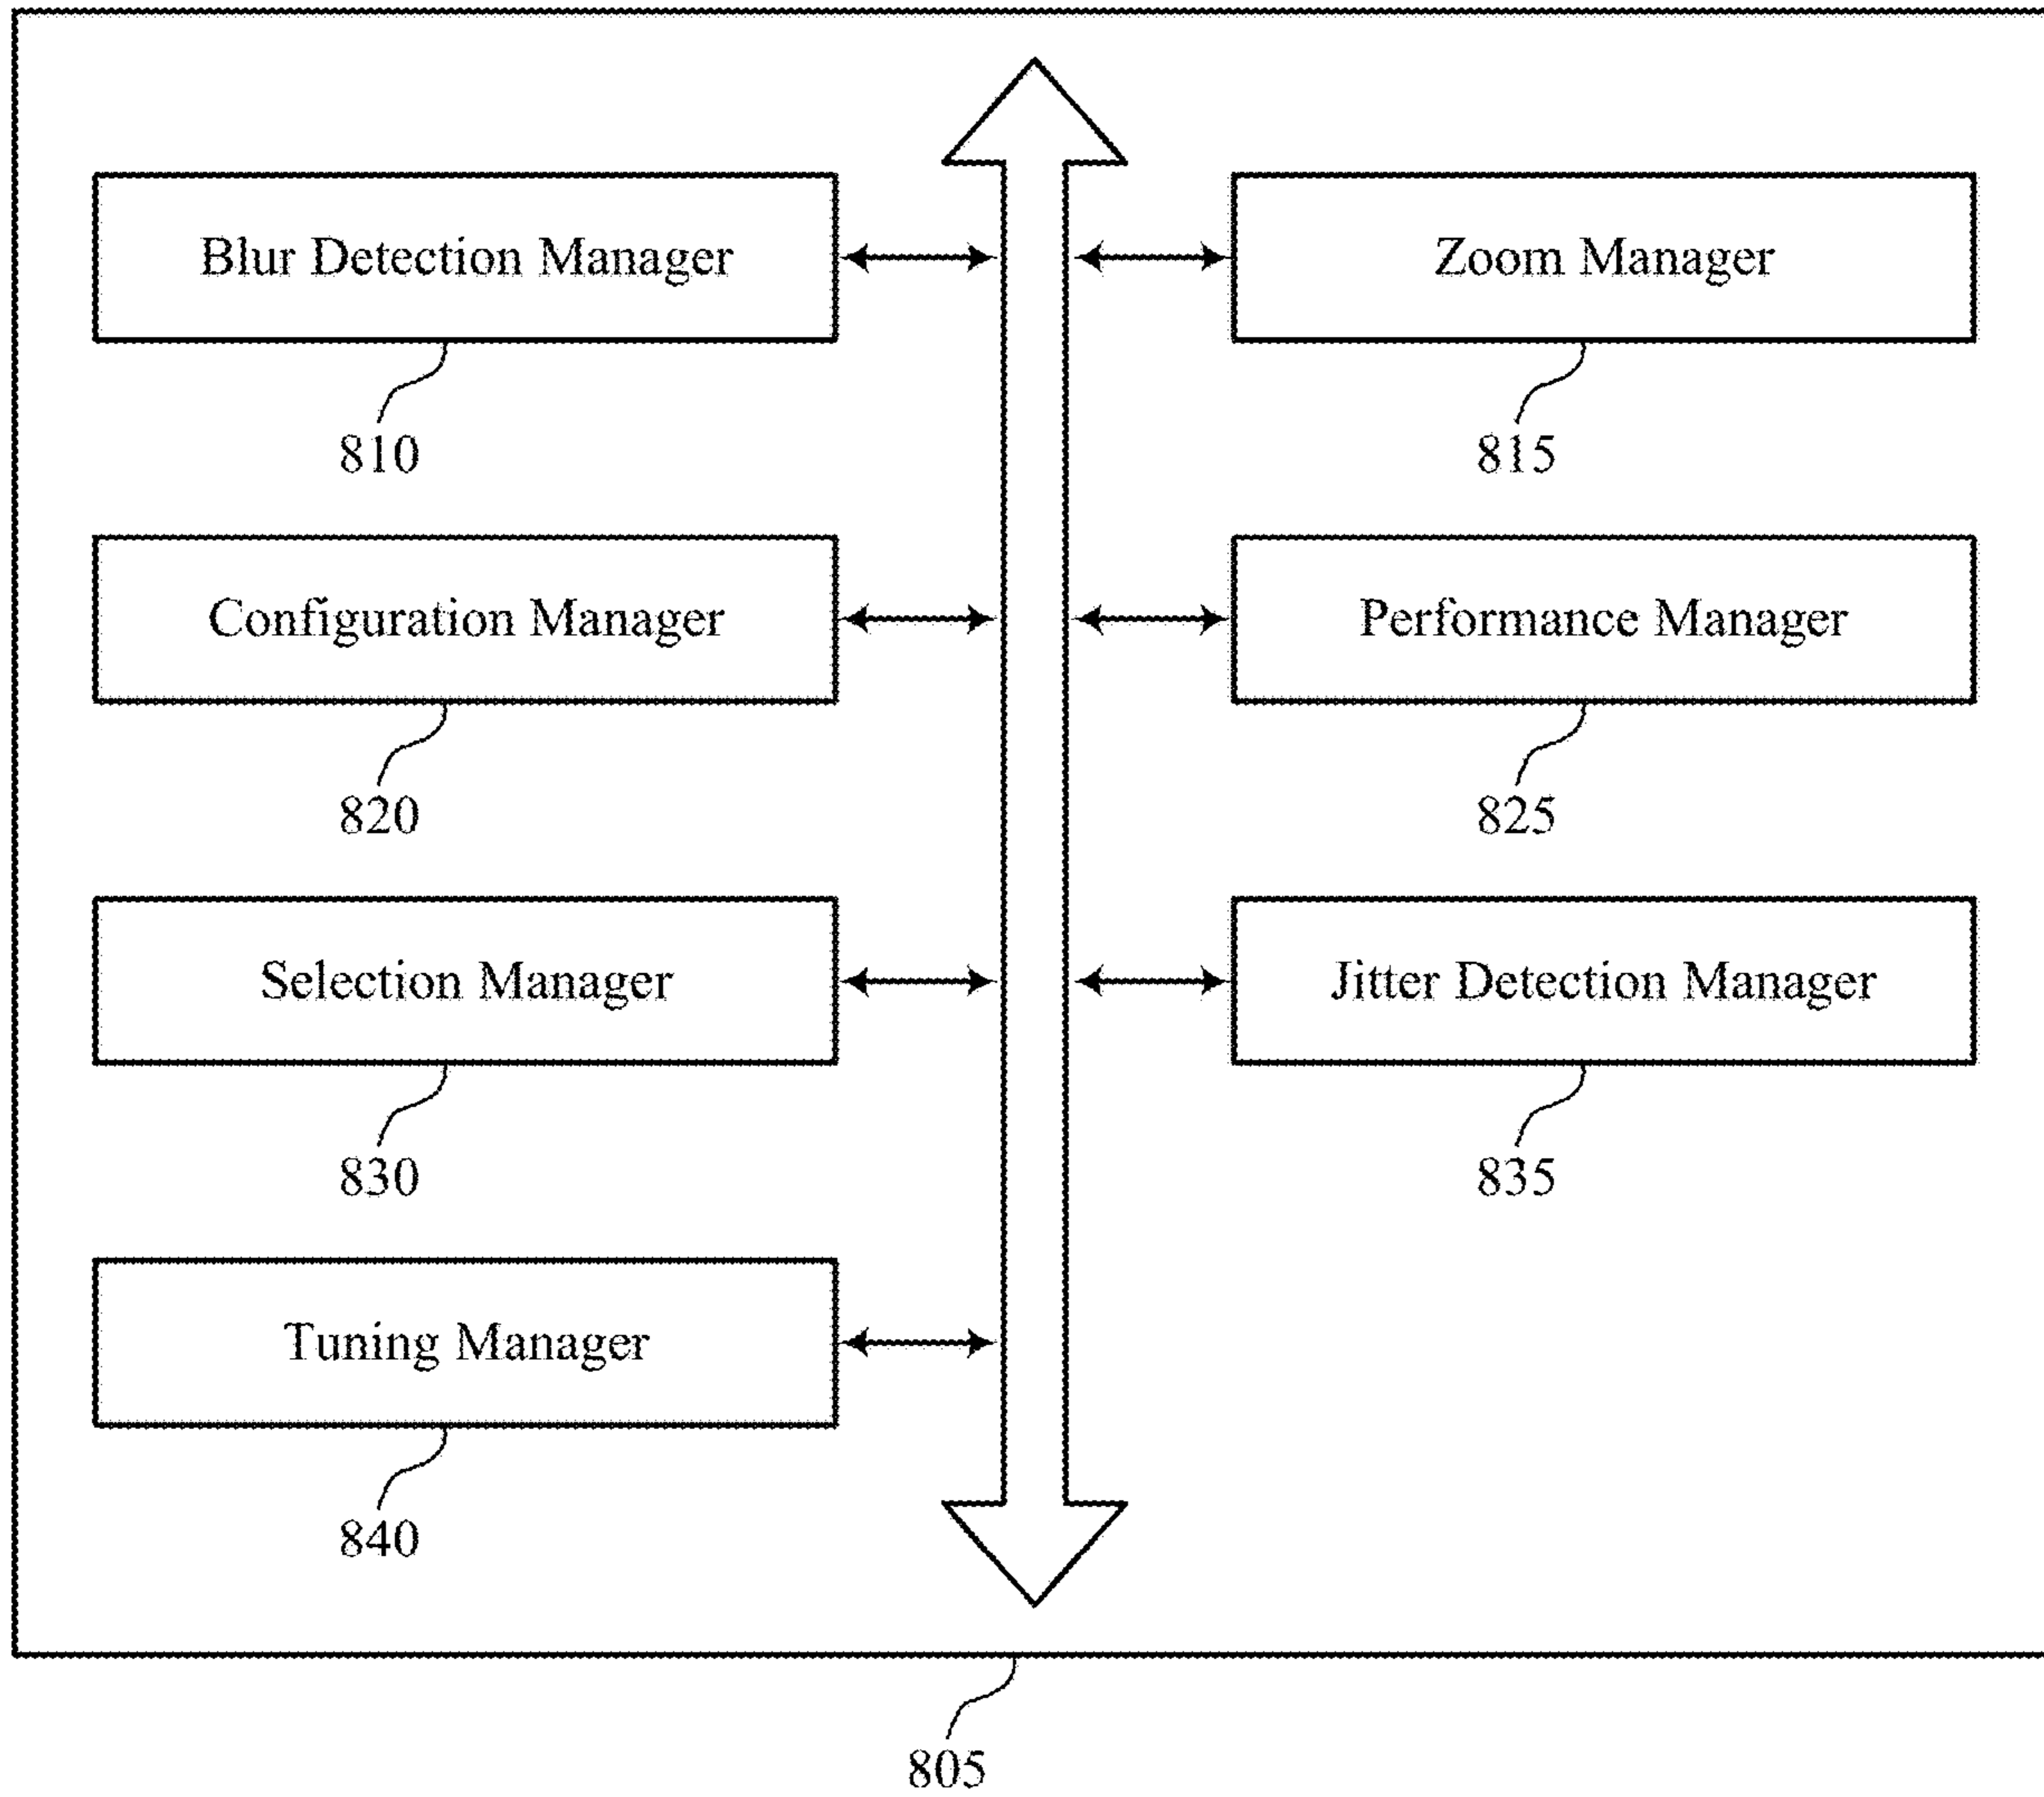 Blur Detection Manager
Zoom Manager
810
815
Configuration Manager
Performance Manager
820
825
Selection Manager
Jitter Detection Manager
830
835
Tuning Manager
840
805